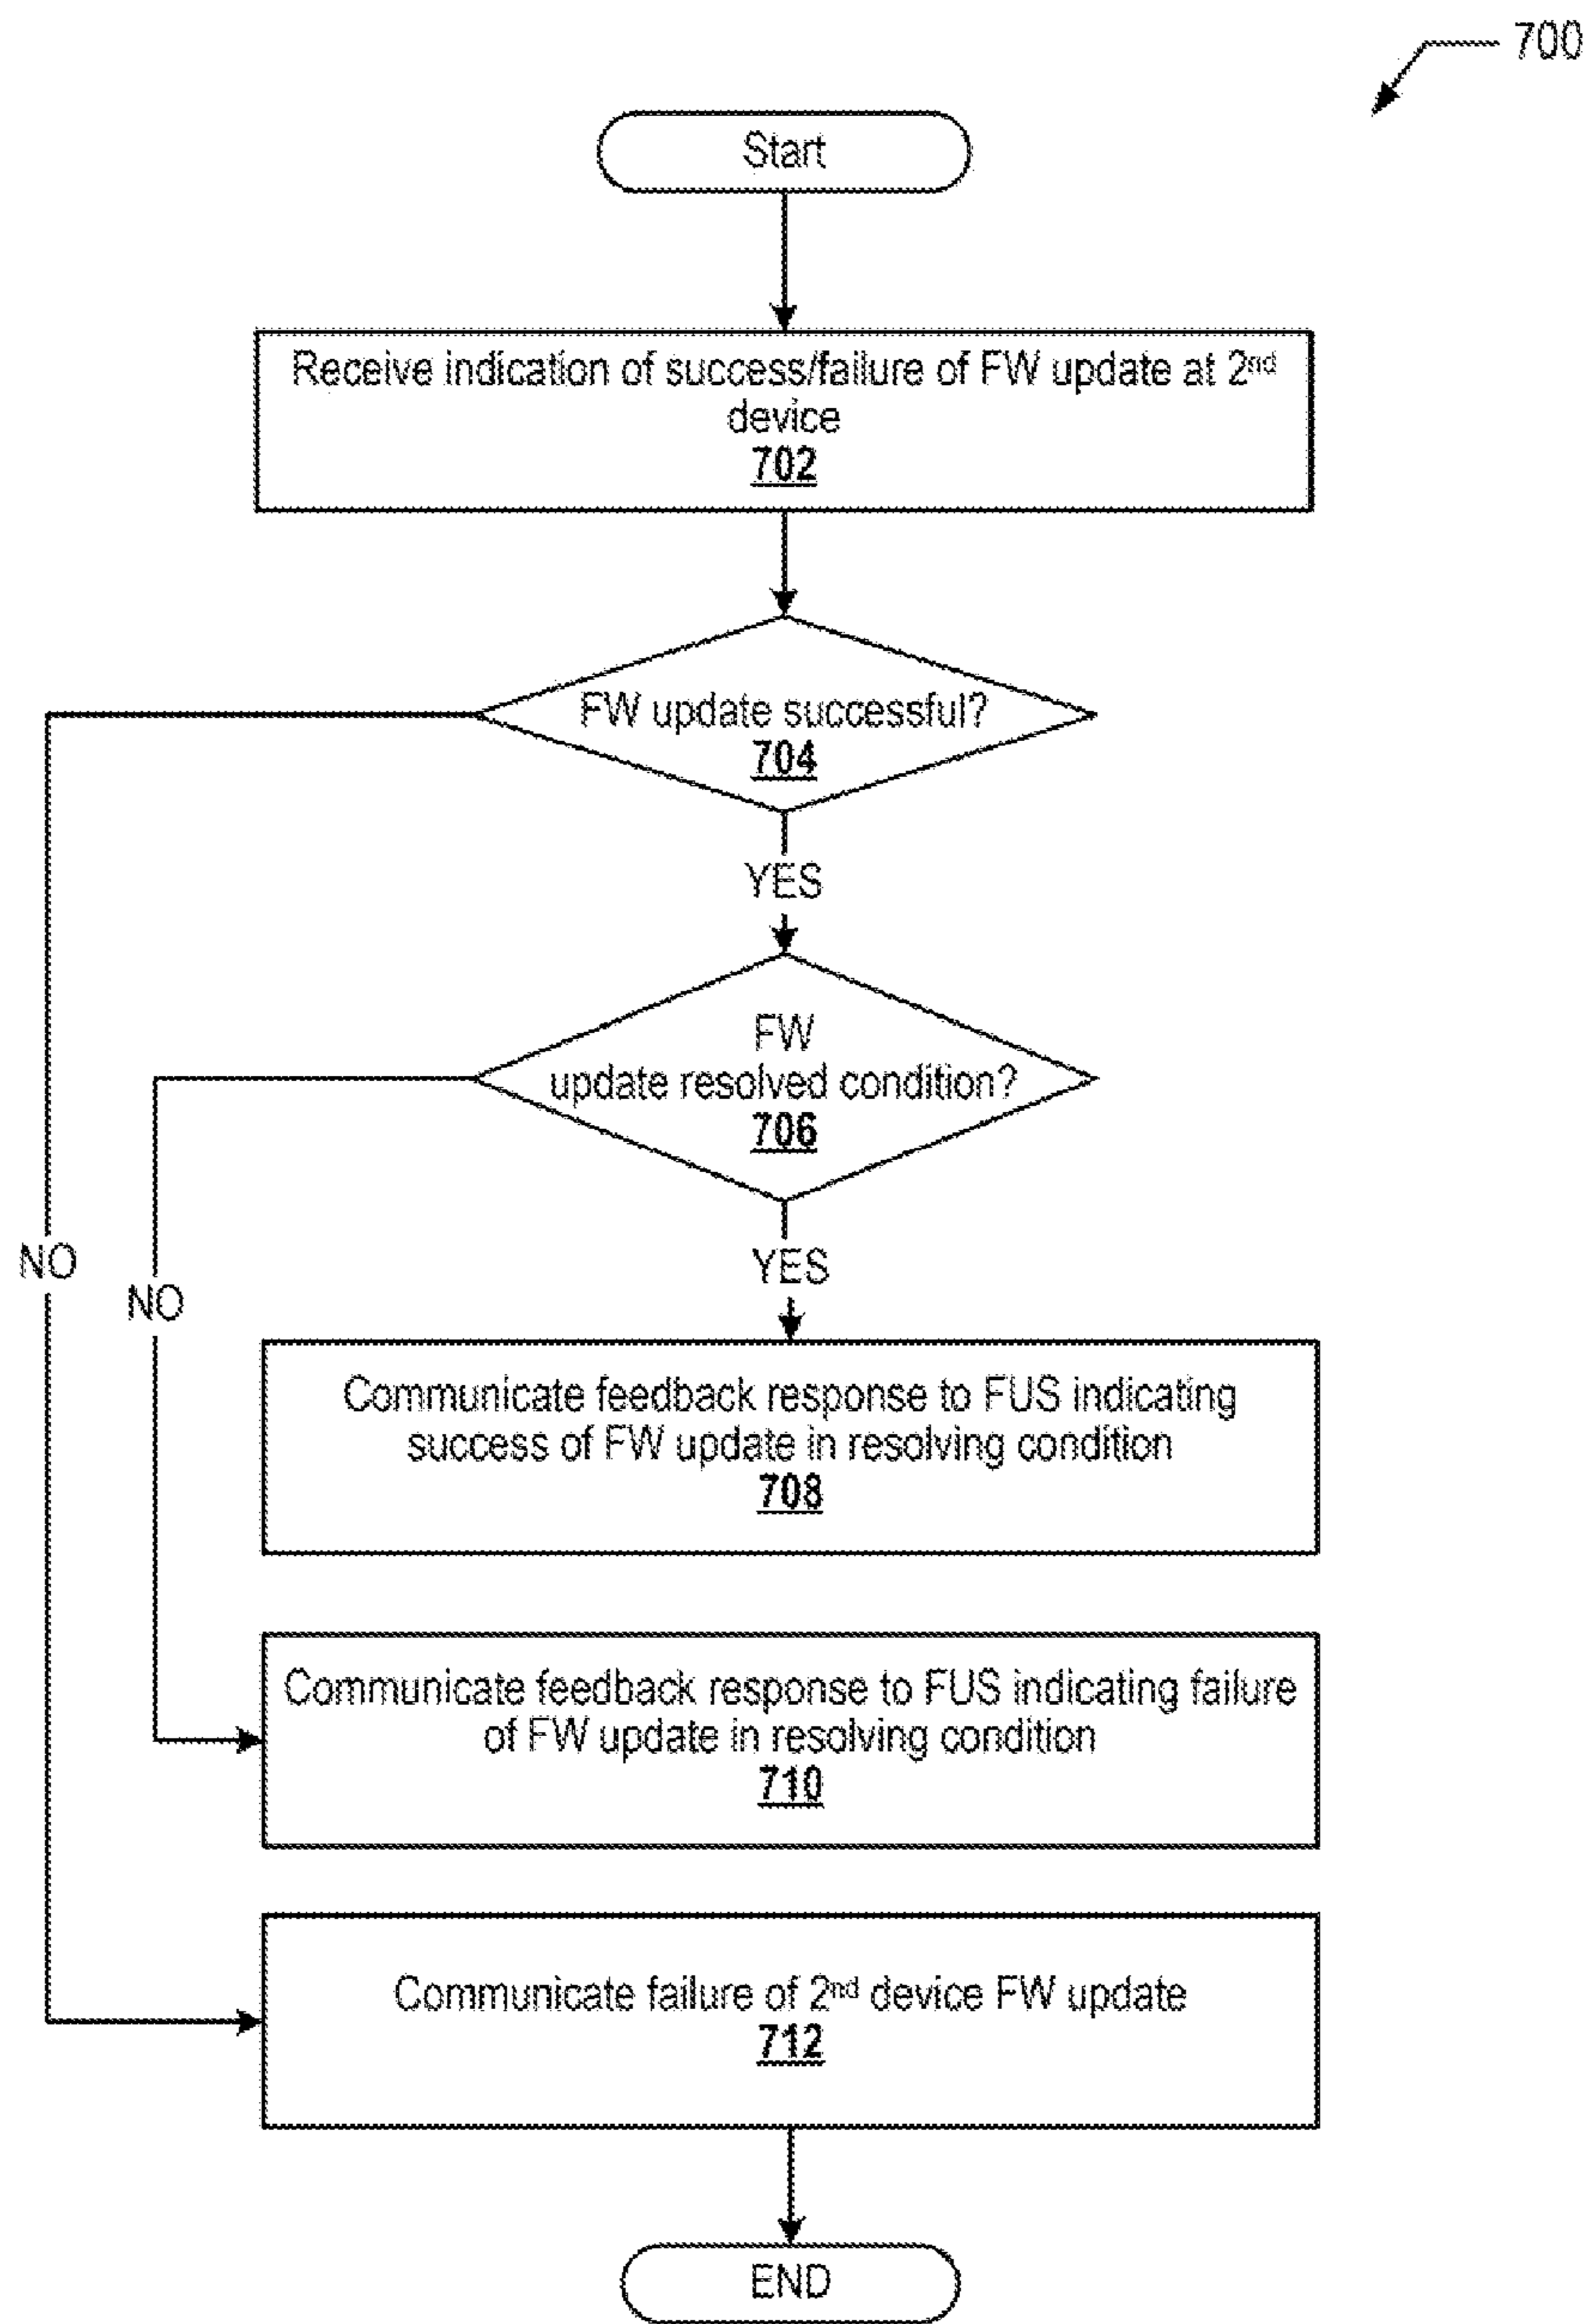 700
Start
Receive indication of success/failure of FW update at 2nd
device
702
FW update successful?
704
YES
FW
update resolved condition?
706
NO
YES
NO
Communicate feedback response to FUS indicating
success of FW update in resolving condition
708
Communicate feedback response to FUS indicating failure
of FW update in resolving condition
710
Communicate failure of 2nd device FW update
712
END